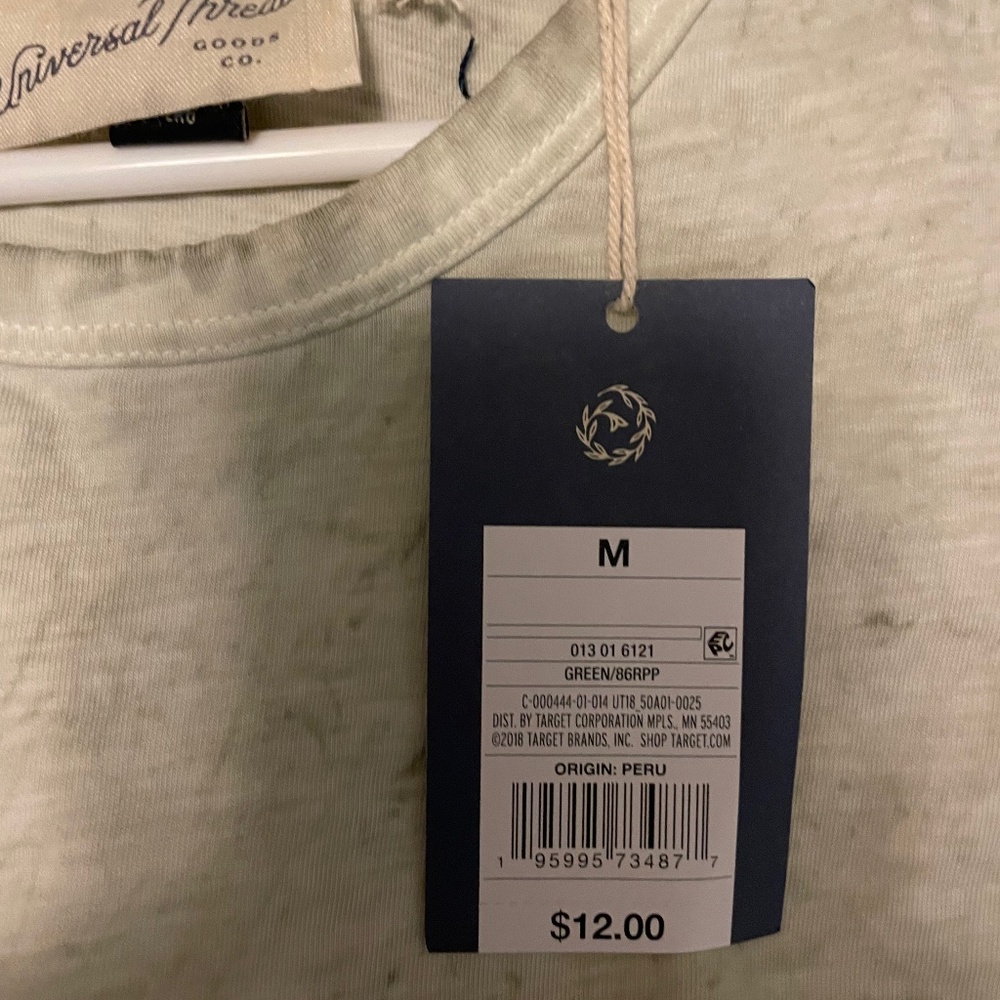 Universal Thread
GOODS
CO.
M
013 01 6121
GREEN/86RPP
C-000444-01-014 UT18_50A01-0025
DIST. BY TARGET CORPORATION MPLS., MN 55403
©2018 TARGET BRANDS, INC. SHOP TARGET.COM
ORIGIN: PERU
1 95995 73487 7
$12.00